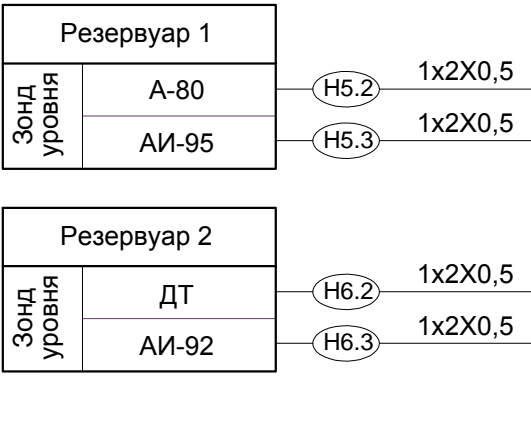 Резервуар 1
Зонд
уровня
А-80
Н5.2
1х2Х0,5
АИ-95
Н5.3
1х2Х0,5
Резервуар 2
Зонд
уровня
ДТ
Н6.2
1х2Х0,5
АИ-92
Н6.3
1х2Х0,5